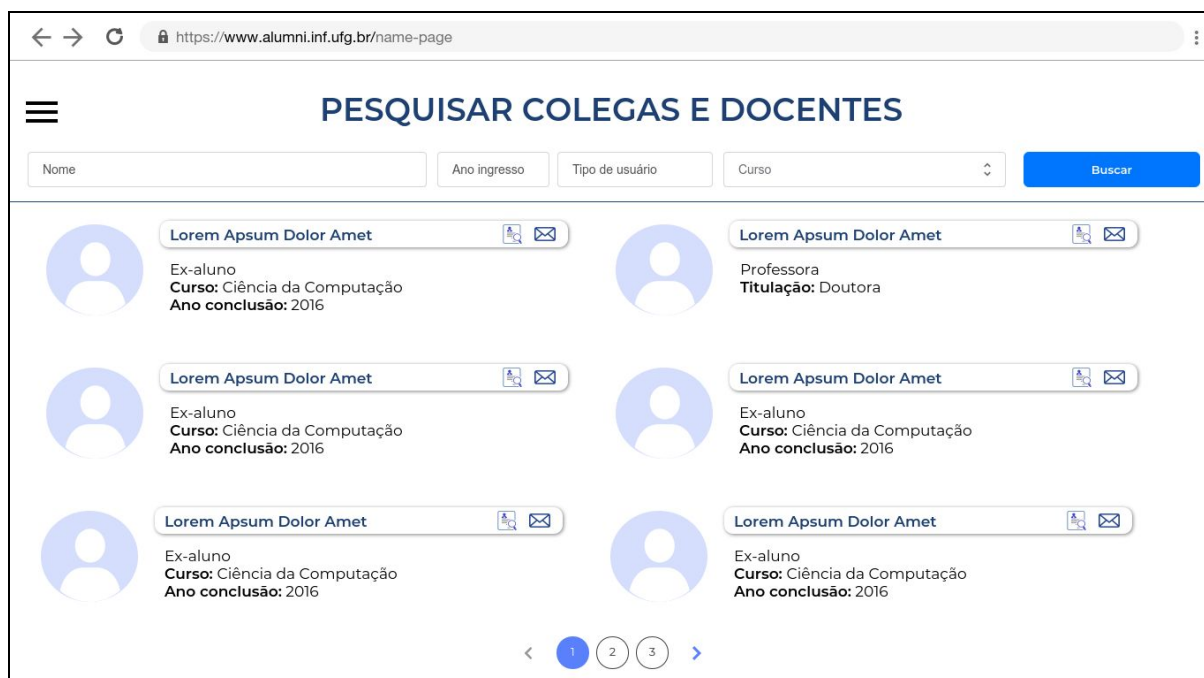 https://www.alumni.inf.ufg.br/name-page
PESQUISAR COLEGAS E DOCENTES
Nome
Ano ingresso
Tipo de usuário
Curso
Buscar
Lorem Apsum Dolor Amet
Ex-aluno
Curso: Ciência da Computação
Ano conclusão: 2016
Lorem Apsum Dolor Amet
Professora
Titulação: Doutora
Lorem Apsum Dolor Amet
Ex-aluno
Curso: Ciência da Computação
Ano conclusão: 2016
Lorem Apsum Dolor Amet
Ex-aluno
Curso: Ciência da Computação
Ano conclusão: 2016
Lorem Apsum Dolor Amet
Ex-aluno
Curso: Ciência da Computação
Ano conclusão: 2016
Lorem Apsum Dolor Amet
Ex-aluno
Curso: Ciência da Computação
Ano conclusão: 2016
1 2 3